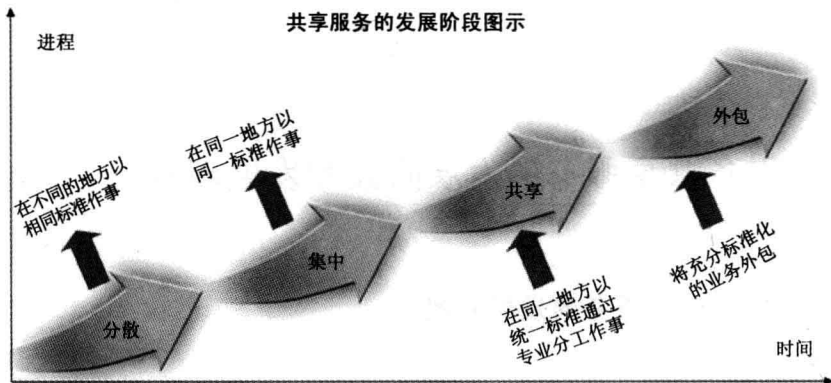 共享服务的发展阶段图示
进程
在不同的地方以
相同标准作事
在同一地方以
同一标准作事
分散
集中
共享
外包
在同一地方以
统一标准通过
专业分工作事
将充分标准化
的业务外包
时间